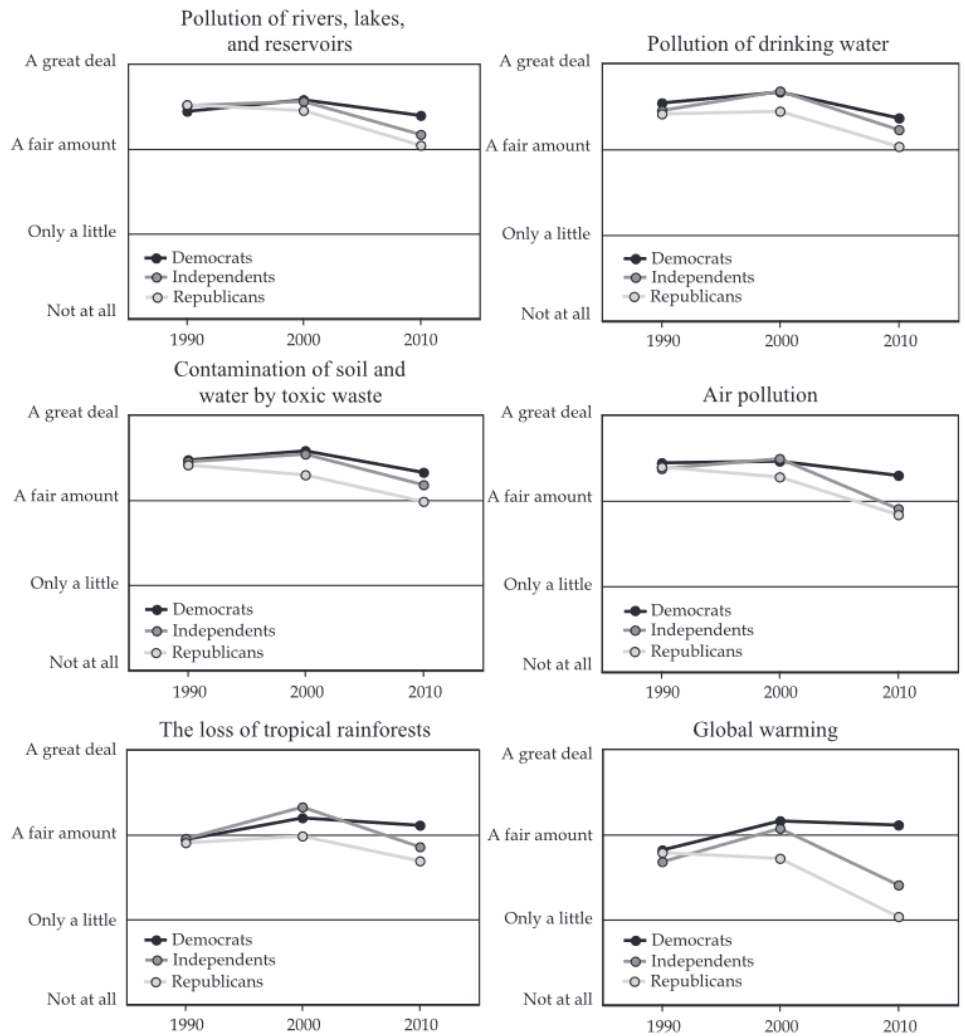 Pollution of rivers, lakes,
and reservoirs
A great deal
A fair amount
Only a little
Not at all
Democrats
Independents
Republicans
1990 2000 2010
Pollution of drinking water
A great deal
A fair amount
Only a little
Not at all
Democrats
Independents
Republicans
1990 2000 2010
Contamination of soil and
water by toxic waste
A great deal
A fair amount
Only a little
Not at all
Democrats
Independents
Republicans
1990 2000 2010
Air pollution
A great deal
A fair amount
Only a little
Not at all
Democrats
Independents
Republicans
1990 2000 2010
The loss of tropical rainforests
A great deal
A fair amount
Only a little
Not at all
Democrats
Independents
Republicans
1990 2000 2010
Global warming
A great deal
A fair amount
Only a little
Not at all
Democrats
Independents
Republicans
1990 2000 2010